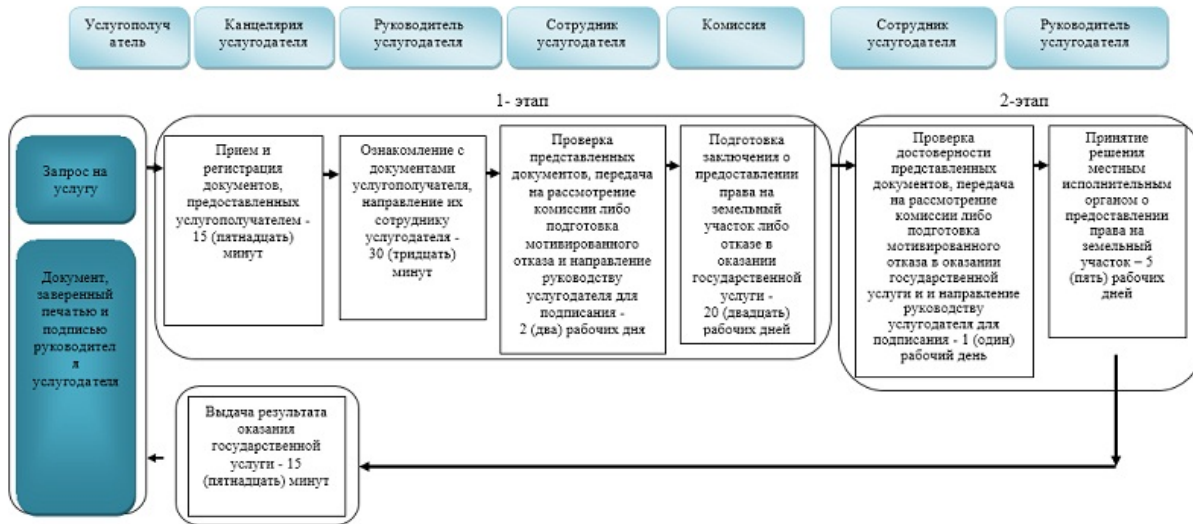 Услугополуч
атель
Канцелярия
услугодателя
Руководитель
услугодателя
Сотрудник
услугодателя
Комиссия
Сотрудник
услугодателя
Руководитель
услугодателя
1- этап
2-этап
Запрос на
услугу
Прием и
регистрация
документов,
предоставленных
услугополучателем -
15 (пятнадцать)
минут
Ознакомление с
документами
услугополучателя,
направление их
сотруднику
услугодателя -
30 (тридцать)
минут
Проверка
представленных
документов, передача
на рассмотрение
комиссии либо
подготовка
мотивированного
отказа и направление
руководству
услугодателя для
подписания -
2 (два) рабочих дня
Подготовка
заключения о
предоставлении
права на
земельный
участок либо
отказе в
оказании
государственной
услуги -
20 (двадцать)
рабочих дней
Проверка
достоверности
представленных
документов, передача
на рассмотрение
комиссии либо
подготовка
мотивированного
отказа в оказании
государственной
услуги и и направление
руководству
услугодателя для
подписания - 1 (один)
рабочий день
Принятие
решения
местным
исполнительным
органом о
предоставлении
права на
земельный
участок – 5
(пять) рабочих
дней
Документ,
заверенный
печатью и
подписью
руководител
я
услугодателя
Выдача результата
оказания
государственной
услуги - 15
(пятнадцать) минут